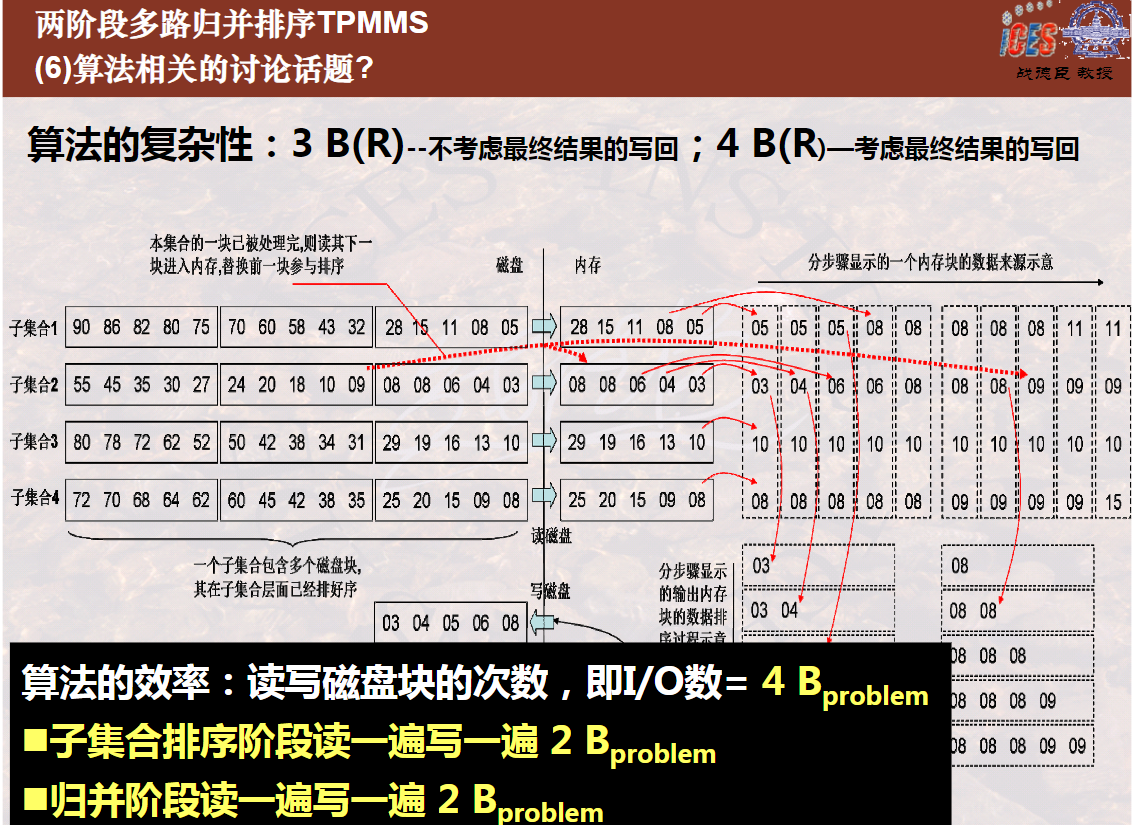 两阶段多路归并排序TPMMS
(6)算法相关的讨论话题?
iCES
战德臣 教授
算法的复杂性：3 B(R)--不考虑最终结果的写回；4 B(R)—考虑最终结果的写回
本集合的一块已被处理完,则读其下一
块进入内存,替换前一块参与排序
磁盘 内存
分步骤显示的一个内存块的数据来源示意
子集合1 90 86 82 80 75 70 60 58 43 32 28 15 11 08 05 28 15 11 08 05 05 05 05 08 08 08 08 08 11 11
子集合2 55 45 35 30 27 24 20 18 10 09 08 08 06 04 03 08 08 06 04 03 03 04 06 06 08 08 08 09 09 09
子集合3 80 78 72 62 52 50 42 38 34 31 29 19 16 13 10 29 19 16 13 10 10 10 10 10 10 10 10 10 10 10
子集合4 72 70 68 64 62 60 45 42 38 35 25 20 15 09 08 25 20 15 09 08 08 08 08 08 08 09 09 09 09 15
读磁盘
一个子集合包含多个磁盘块,
其在子集合层面已经排好序
写磁盘
03 04 05 06 08
分步骤显示
的输出内存
块的数据排
序过程示意
03
03 04
08
08 08
08 08 08
08 08 08 09
08 08 08 09 09
算法的效率：读写磁盘块的次数，即I/O数= 4 Bproblem
■子集合排序阶段读一遍写一遍 2 Bproblem
■归并阶段读一遍写一遍 2 Bproblem